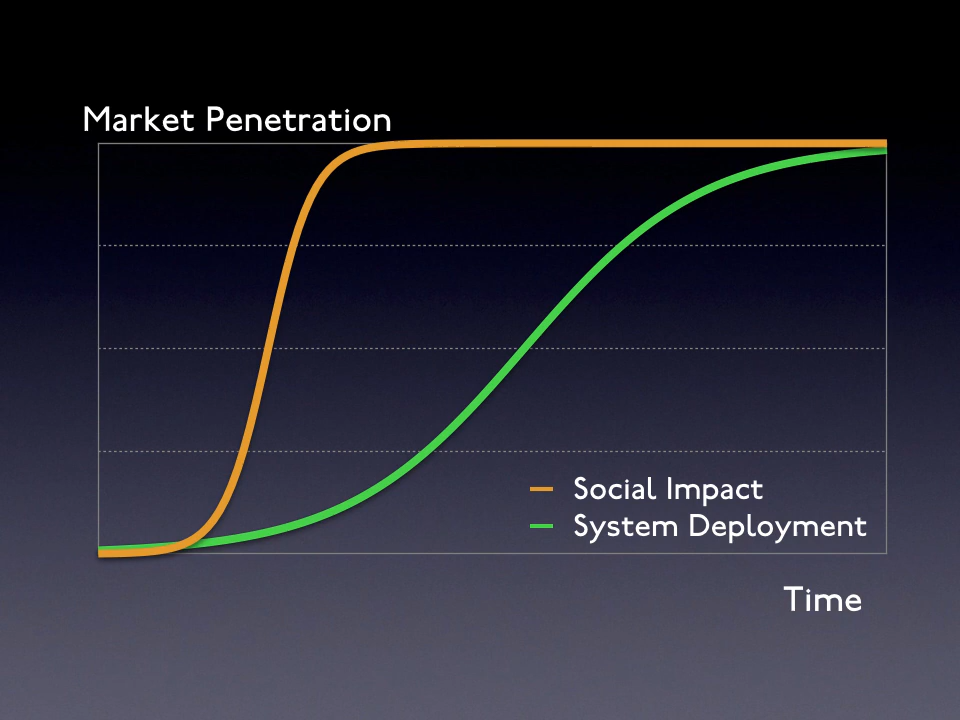 Market Penetration
Social Impact
System Deployment
Time